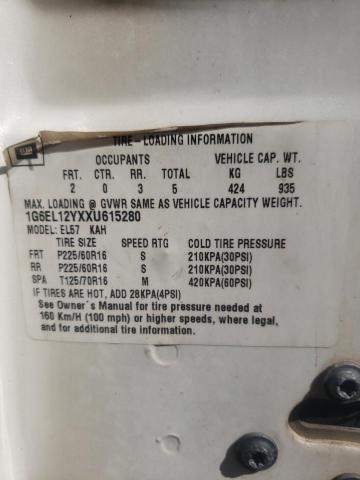 TIRE-LOADING INFORMATION
OCCUPANTS VEHICLE CAP. WT.
FRT. CTR. RR. TOTAL KG LBS
2 0 3 5 424 935
MAX. LOADING @ GVWR SAME AS VEHICLE CAPACITY WEIGHT.
1G6EL12YXXU615280
MODEL: EL57 KAH
TIRE SIZE SPEED RTG COLD TIRE PRESSURE
FRT P225/60R16 S 210KPA(30PSI)
RR P225/60R16 S 210KPA(30PSI)
SPA T125/70R16 M 420KPA(60PSI)
IF TIRES ARE HOT, ADD 28KPA(4PSI)
See Owner's Manual for tire pressure needed at
160 Km/H (100 mph) or higher speeds, where legal,
and for additional tire information.